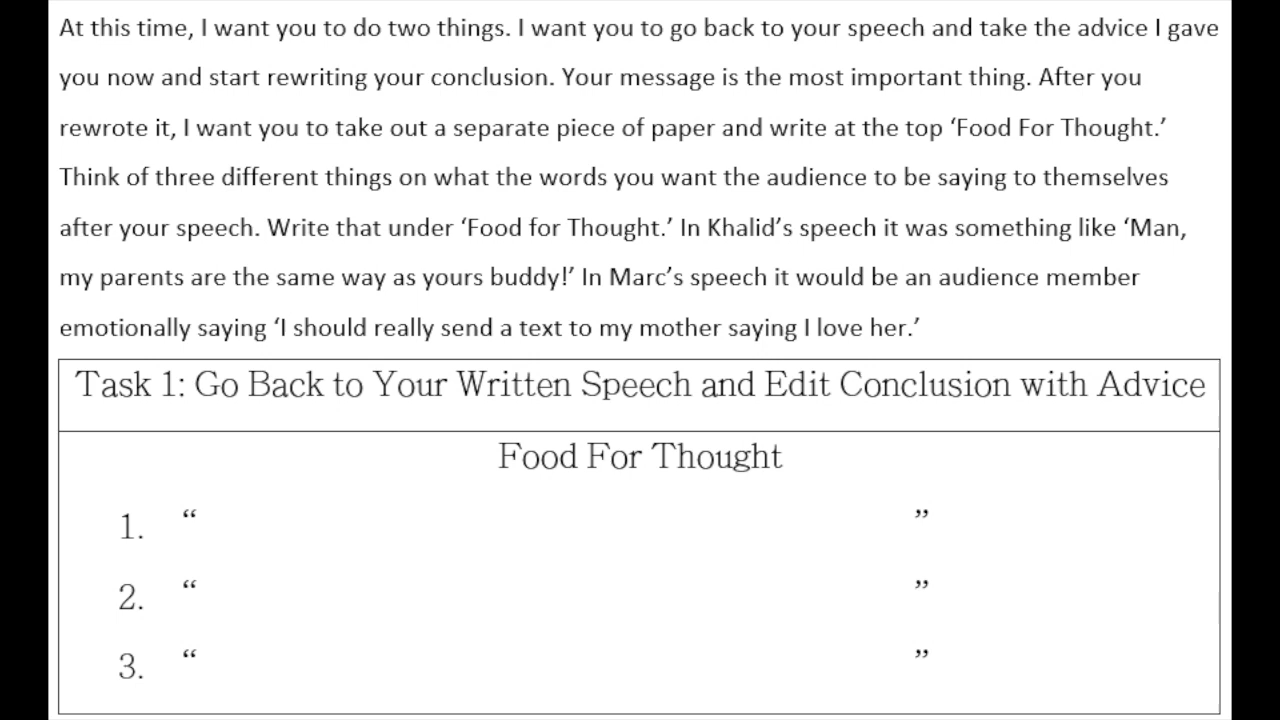 At this time, I want you to do two things. I want you to go back to your speech and take the advice I gave
you now and start rewriting your conclusion. Your message is the most important thing. After you
rewrote it, I want you to take out a separate piece of paper and write at the top ‘Food For Thought.’
Think of three different things on what the words you want the audience to be saying to themselves
after your speech. Write that under ‘Food for Thought.’ In Khalid’s speech it was something like ‘Man,
my parents are the same way as yours buddy!’ In Marc’s speech it would be an audience member
emotionally saying ‘I should really send a text to my mother saying I love her.’
Task 1: Go Back to Your Written Speech and Edit Conclusion with Advice
Food For Thought
1. “ ”
2. “ ”
3. “ ”